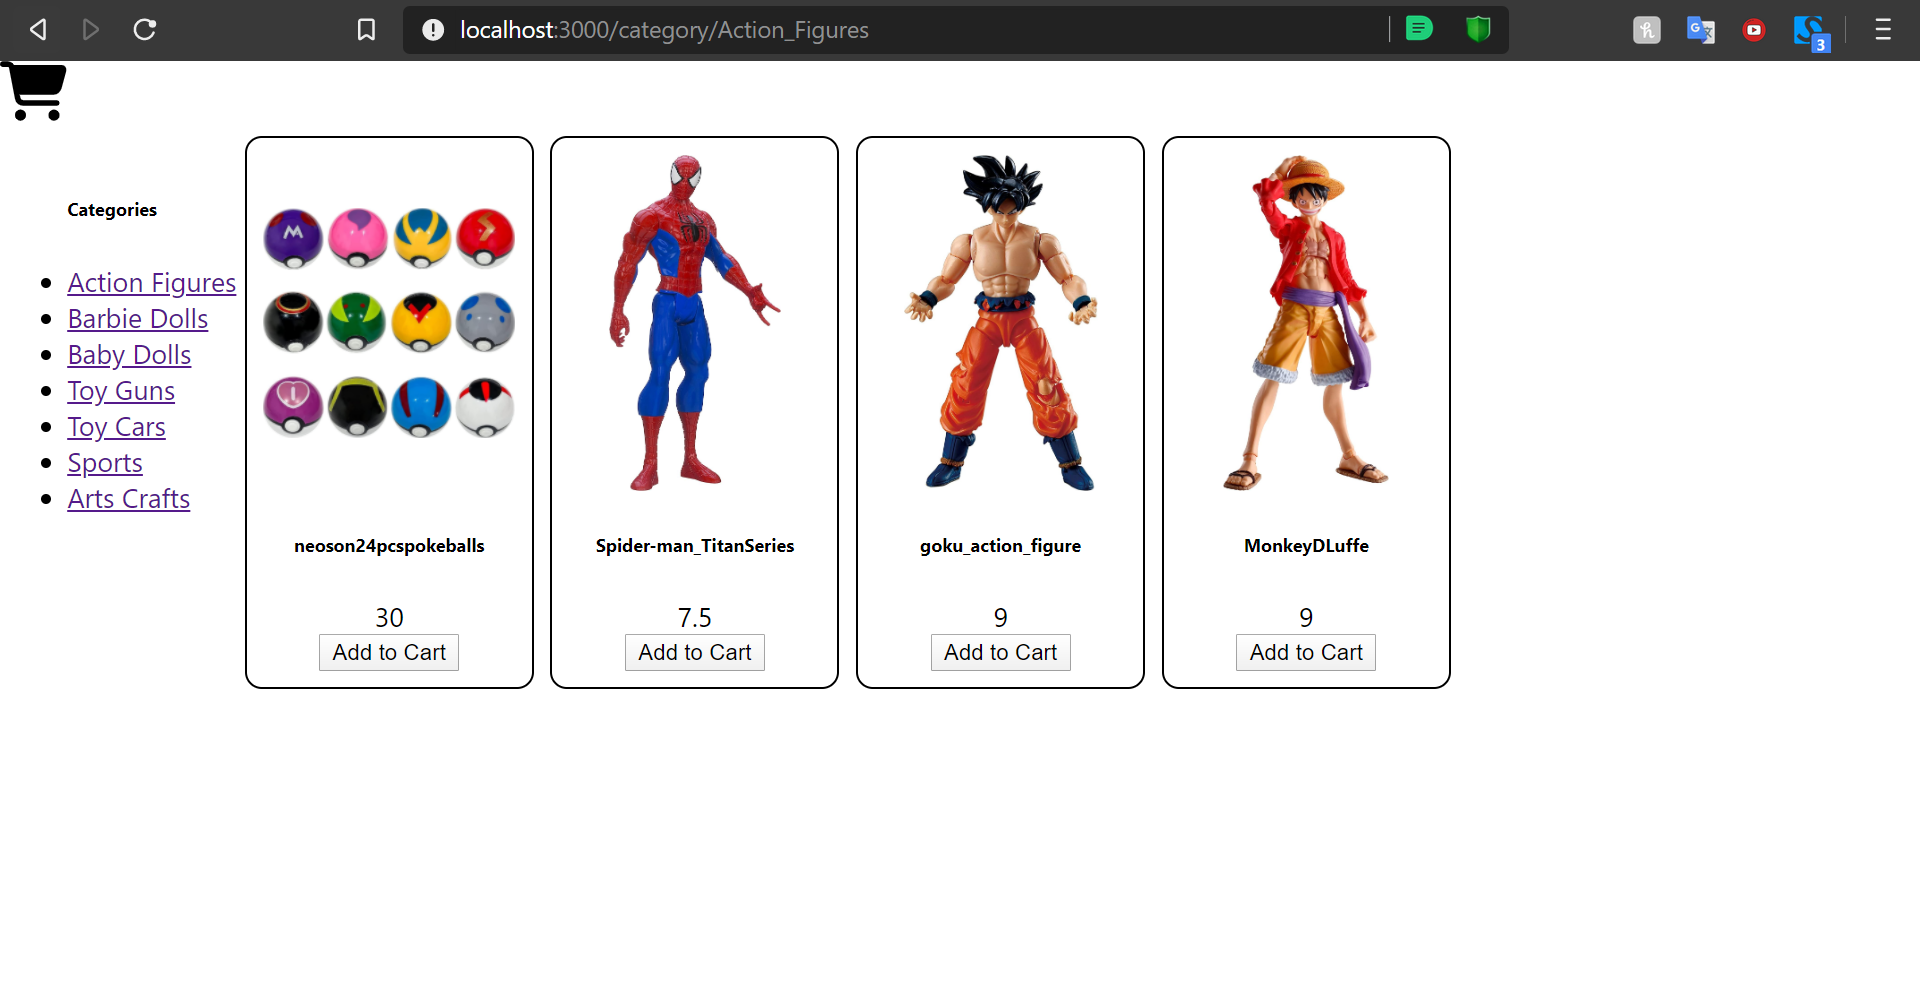 localhost:3000/category/Action_Figures
3
Categories
Action Figures
Barbie Dolls
Baby Dolls
Toy Guns
Toy Cars
Sports
Arts Crafts
neoson24pcspokeballs
30
Add to Cart
Spider-man_TitanSeries
7.5
Add to Cart
goku_action_figure
9
Add to Cart
MonkeyDLuffe
9
Add to Cart